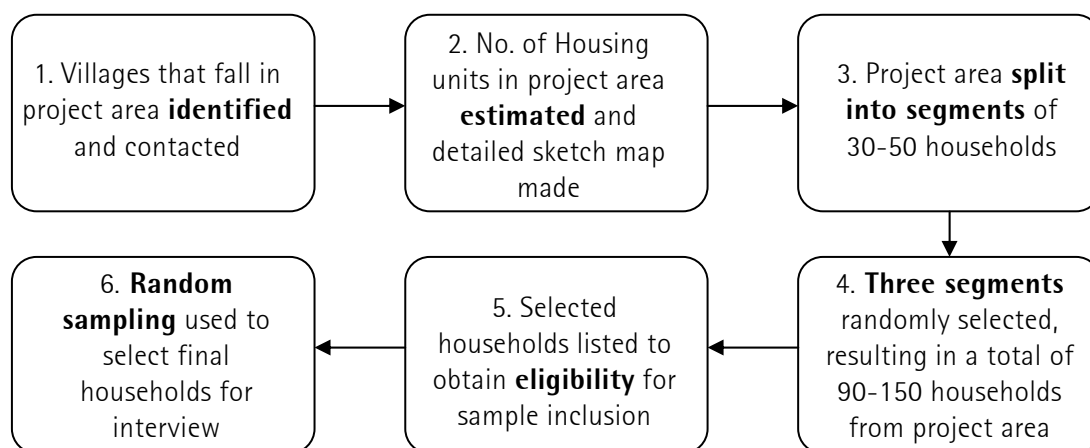 1. Villages that fall in
project area identified
and contacted
2. No. of Housing
units in project area
estimated and
detailed sketch map
made
3. Project area split
into segments of
30-50 households
4. Three segments
randomly selected,
resulting in a total of
90-150 households
from project area
5. Selected
households listed to
obtain eligibility for
sample inclusion
6. Random
sampling used to
select final
households for
interview